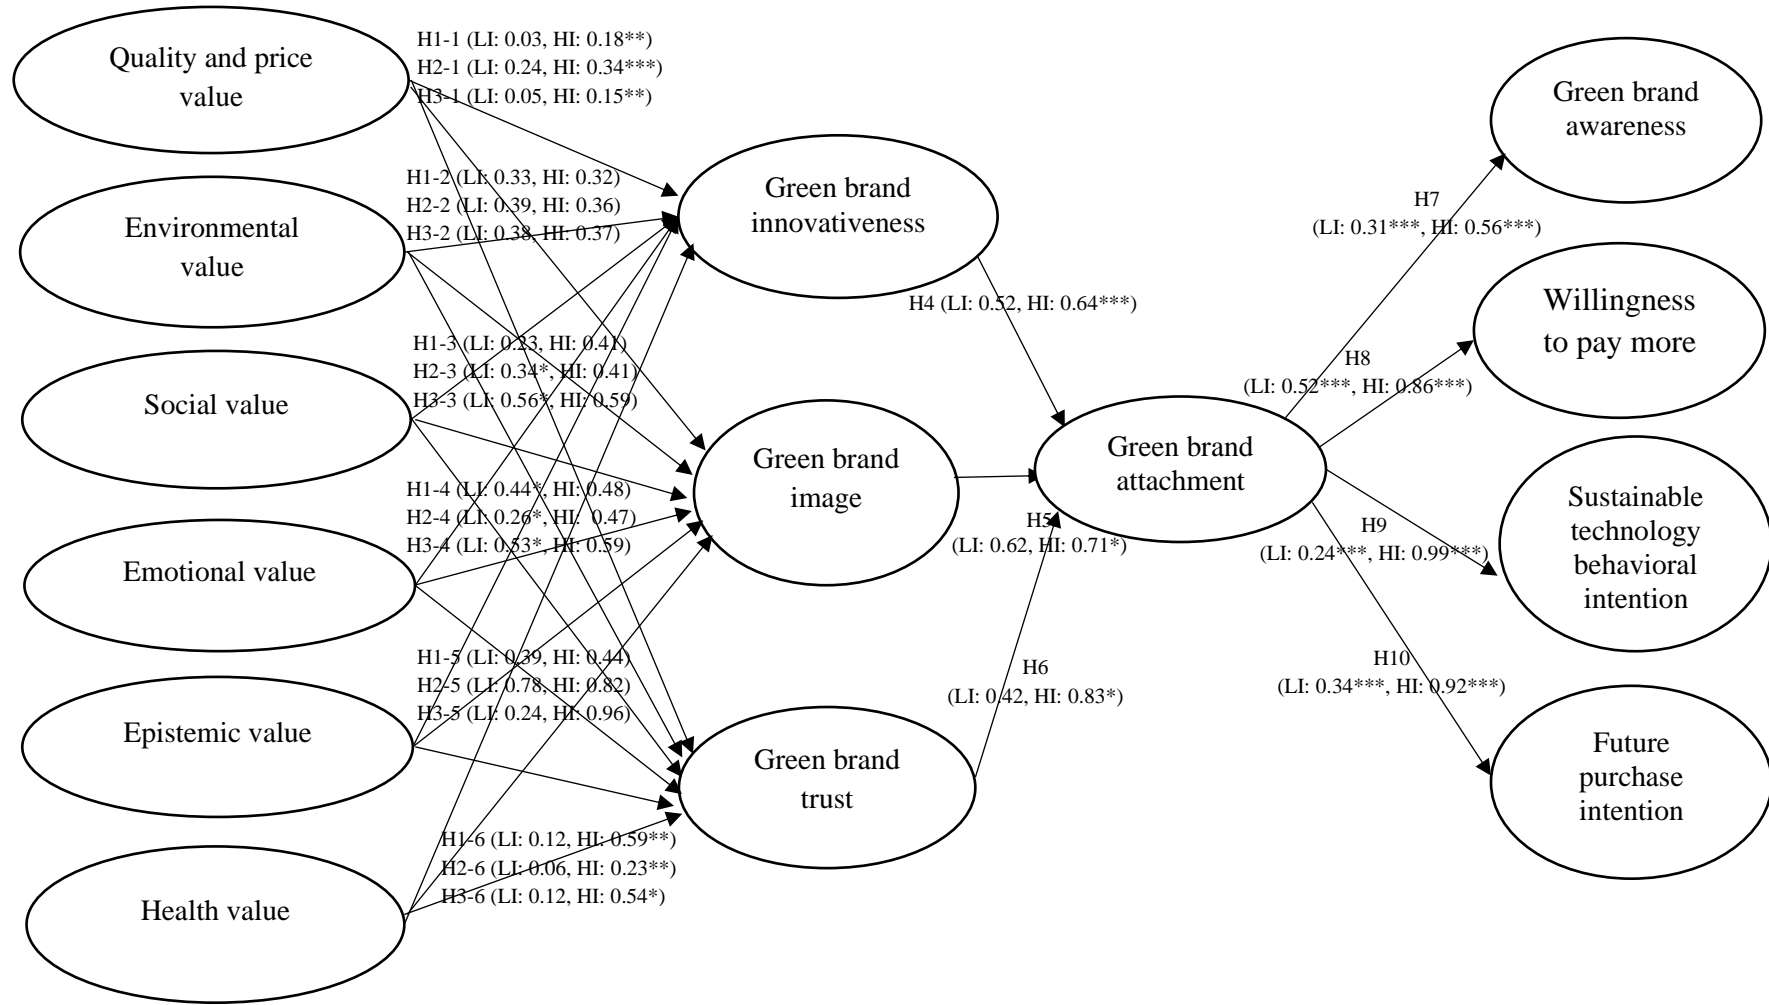 Quality and price
value
H1-1 (LI: 0.03, HI: 0.18**)
H2-1 (LI: 0.24, HI: 0.34***)
H3-1 (LI: 0.05, HI: 0.15**)
Environmental
value
H1-2 (LI: 0.33, HI: 0.32)
H2-2 (LI: 0.39, HI: 0.36)
H3-2 (LI: 0.38, HI: 0.37)
Social value
H1-3 (LI: 0.23, HI: 0.41)
H2-3 (LI: 0.34*, HI: 0.41)
H3-3 (LI: 0.56*, HI: 0.59)
Emotional value
H1-4 (LI: 0.44*, HI: 0.48)
H2-4 (LI: 0.26*, HI: 0.47)
H3-4 (LI: 0.53*, HI: 0.59)
Epistemic value
H1-5 (LI: 0.39, HI: 0.44)
H2-5 (LI: 0.78, HI: 0.82)
H3-5 (LI: 0.24, HI: 0.96)
Health value
H1-6 (LI: 0.12, HI: 0.59**)
H2-6 (LI: 0.06, HI: 0.23**)
H3-6 (LI: 0.12, HI: 0.54*)
Green brand
innovativeness
Green brand
image
Green brand
trust
H4 (LI: 0.52, HI: 0.64***)
H5
(LI: 0.62, HI: 0.71*)
H6
(LI: 0.42, HI: 0.83*)
Green brand
attachment
H7
(LI: 0.31***, HI: 0.56***)
H8
(LI: 0.52***, HI: 0.86***)
H9
(LI: 0.24***, HI: 0.99***)
H10
(LI: 0.34***, HI: 0.92***)
Green brand
awareness
Willingness
to pay more
Sustainable
technology
behavioral
intention
Future
purchase
intention